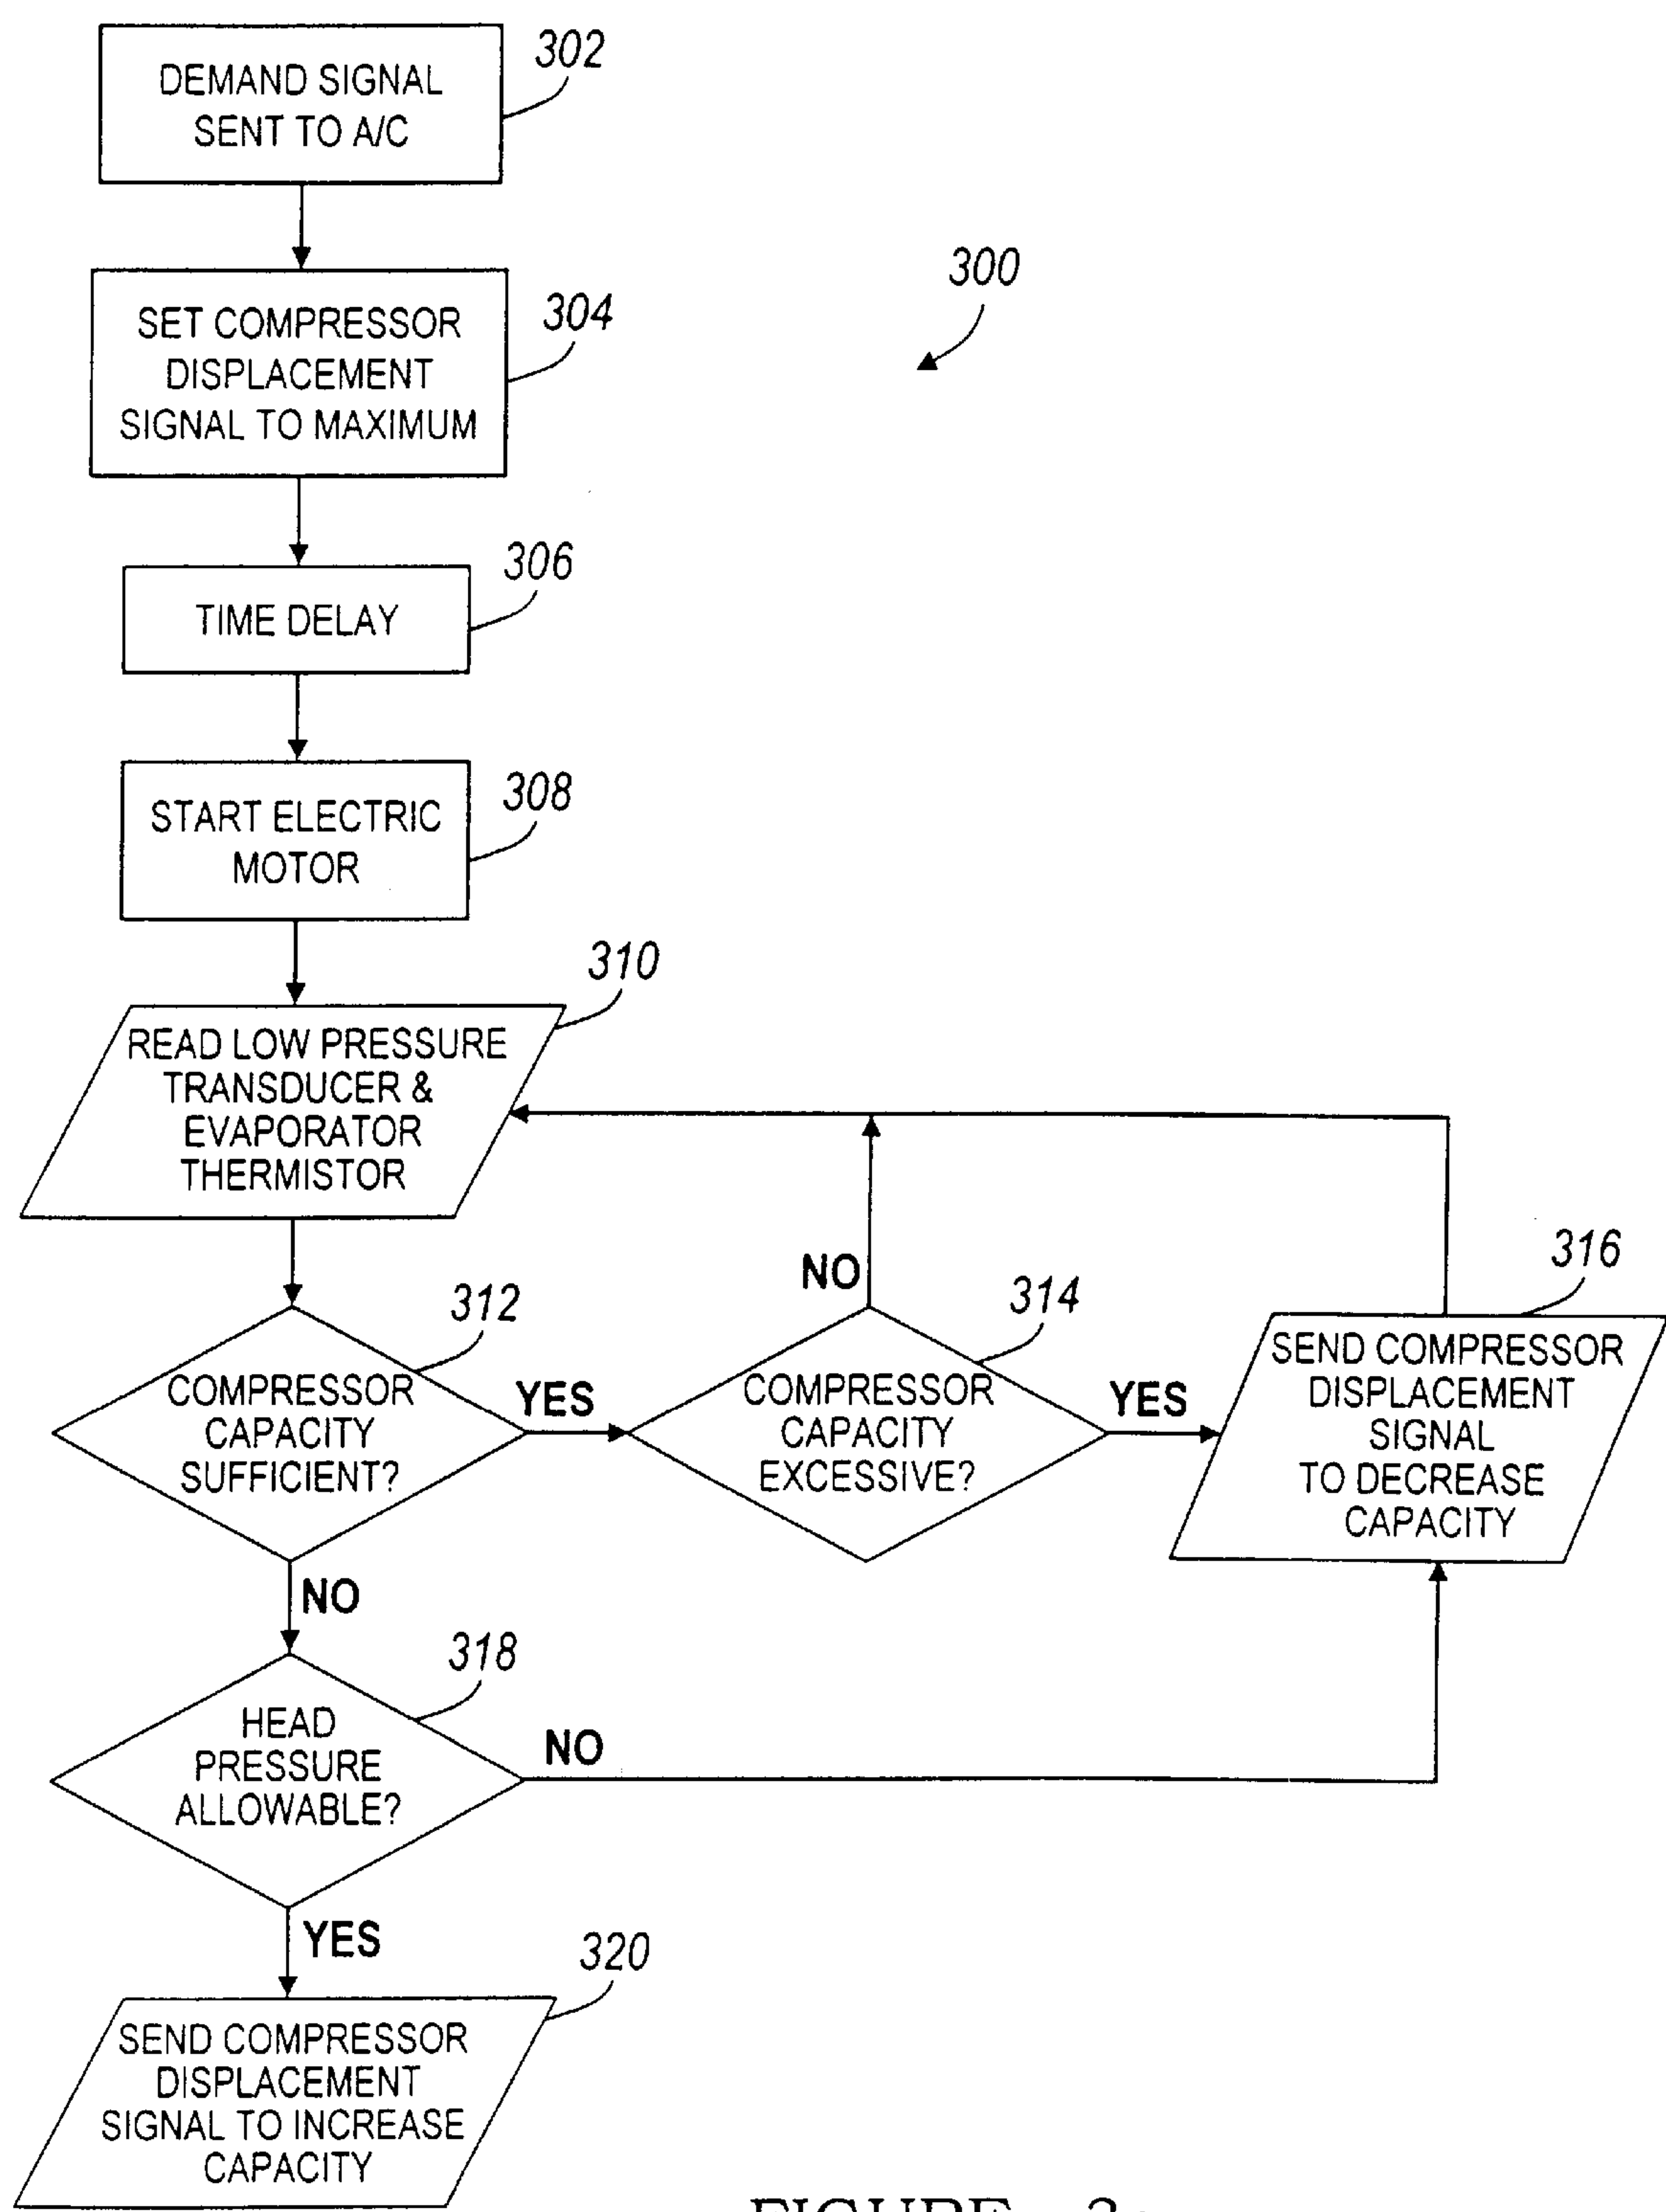 302
DEMAND SIGNAL
SENT TO A/C
300
304
SET COMPRESSOR
DISPLACEMENT
SIGNAL TO MAXIMUM
306
TIME DELAY
308
START ELECTRIC
MOTOR
310
READ LOW PRESSURE
TRANSDUCER &
EVAPORATOR
THERMISTOR
312
COMPRESSOR
CAPACITY
SUFFICIENT?
YES
NO
314
COMPRESSOR
CAPACITY
EXCESSIVE?
NO
YES
316
SEND COMPRESSOR
DISPLACEMENT
SIGNAL
TO DECREASE
CAPACITY
318
HEAD
PRESSURE
ALLOWABLE?
NO
YES
320
SEND COMPRESSOR
DISPLACEMENT
SIGNAL TO INCREASE
CAPACITY
FIGURE